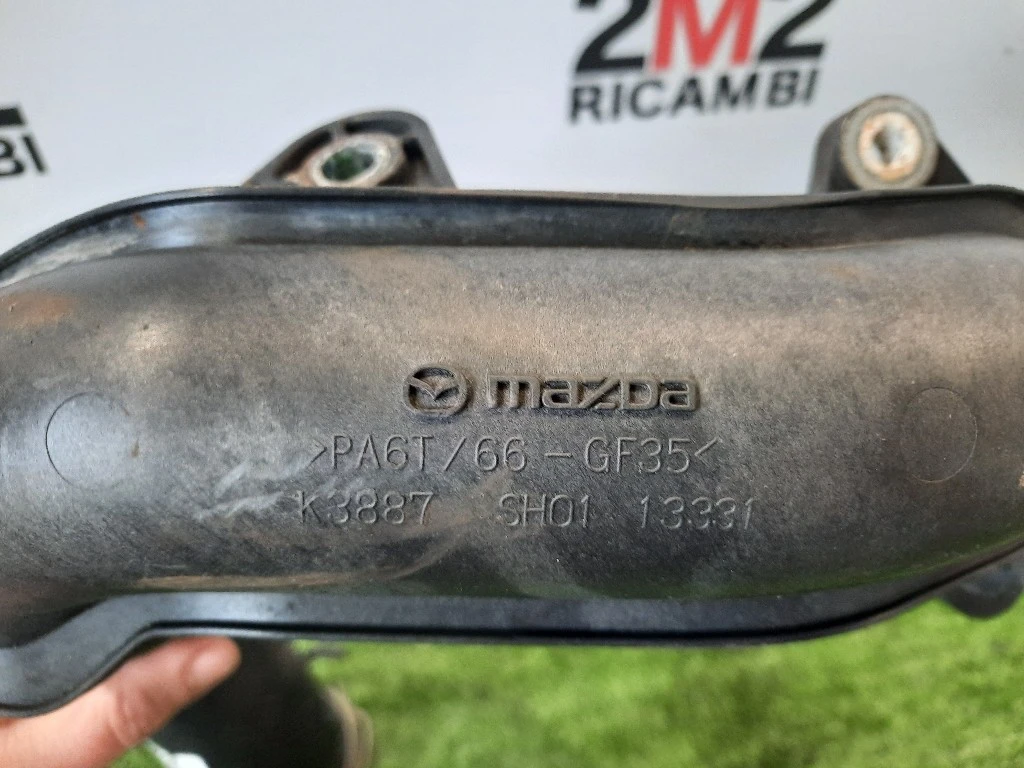 2M2
RICAMBI
BI
mazda
>PA6T/66-GF35<
K3887 SH01 13331